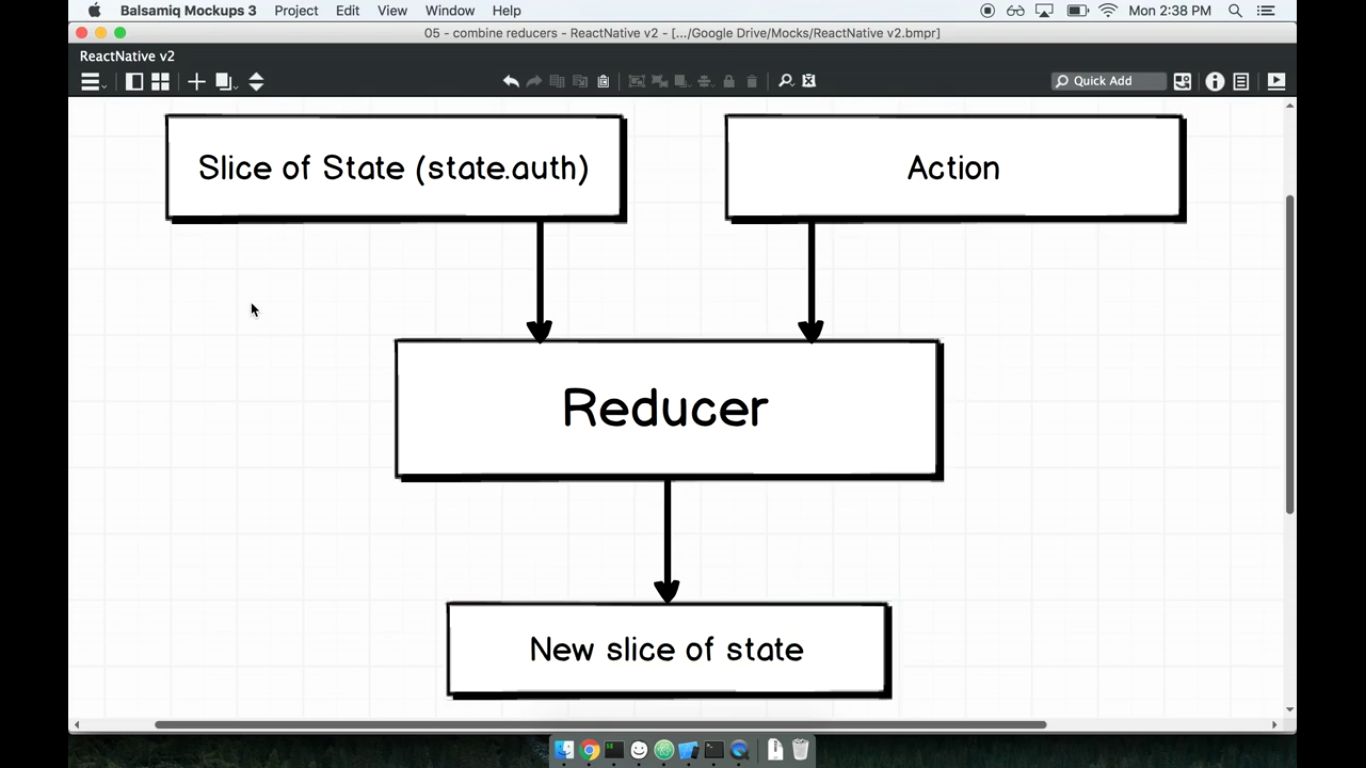 Balsamiq Mockups 3 Project Edit View Window Help Mon 2:38 PM
05 - combine reducers - ReactNative v2 - [.../Google Drive/Mocks/ReactNative v2.bmpr]
ReactNative v2
Quick Add
Slice of State (state.auth)
Action
Reducer
New slice of state